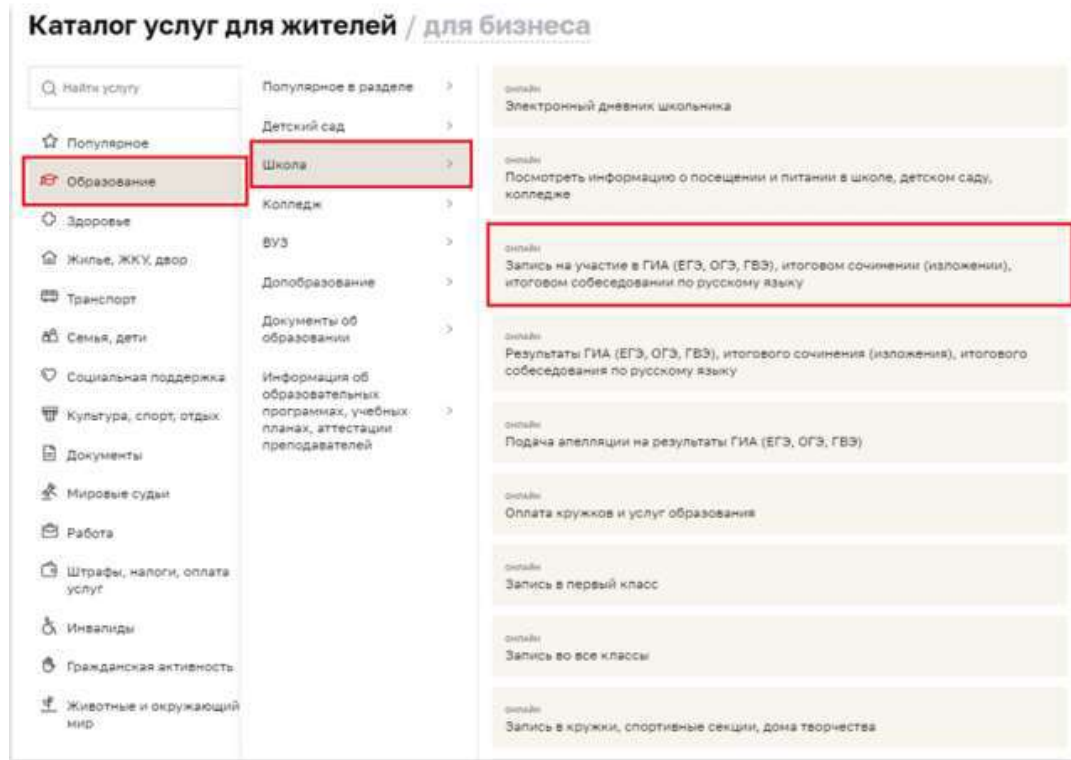 Каталог услуг для жителей / для бизнеса
Найти услугу
Популярное
Образование
Здоровье
Жилье, ЖКУ, двор
Транспорт
Семья, дети
Социальная поддержка
Культура, спорт, отдых
Документы
Мировые судьи
Работа
Штрафы, налоги, оплата
услуг
Инвалиды
Гражданская активность
Животные и окружающий
мир
Популярное в разделе
Детский сад
Школа
Колледж
ВУЗ
Допобразование
Документы об
образовании
Информация об
образовательных
программах, учебных
планах, аттестации
преподавателей
онлайн
Электронный дневник школьника
онлайн
Посмотреть информацию о посещении и питании в школе, детском саду,
колледже
онлайн
Запись на участие в ГИА (ЕГЭ, ОГЭ, ГВЭ), итоговом сочинении (изложении),
итоговом собеседовании по русскому языку
онлайн
Результаты ГИА (ЕГЭ, ОГЭ, ГВЭ), итогового сочинения (изложения), итогового
собеседования по русскому языку
онлайн
Подача апелляции на результаты ГИА (ЕГЭ, ОГЭ, ГВЭ)
онлайн
Оплата кружков и услуг образования
онлайн
Запись в первый класс
онлайн
Запись во все классы
онлайн
Запись в кружки, спортивные секции, дома творчества